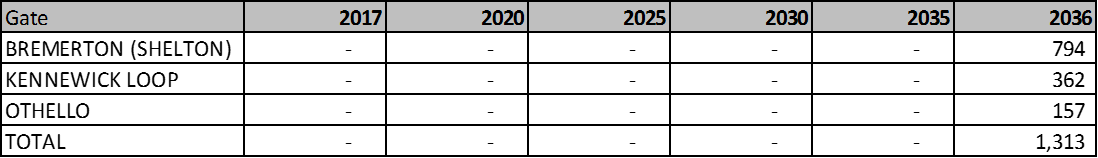 Gate 2017 2020 2025 2030 2035 2036
BREMERTON (SHELTON) - - - - - 794
KENNEWICK LOOP - - - - - 362
OTHELLO - - - - - 157
TOTAL - - - - - 1,313